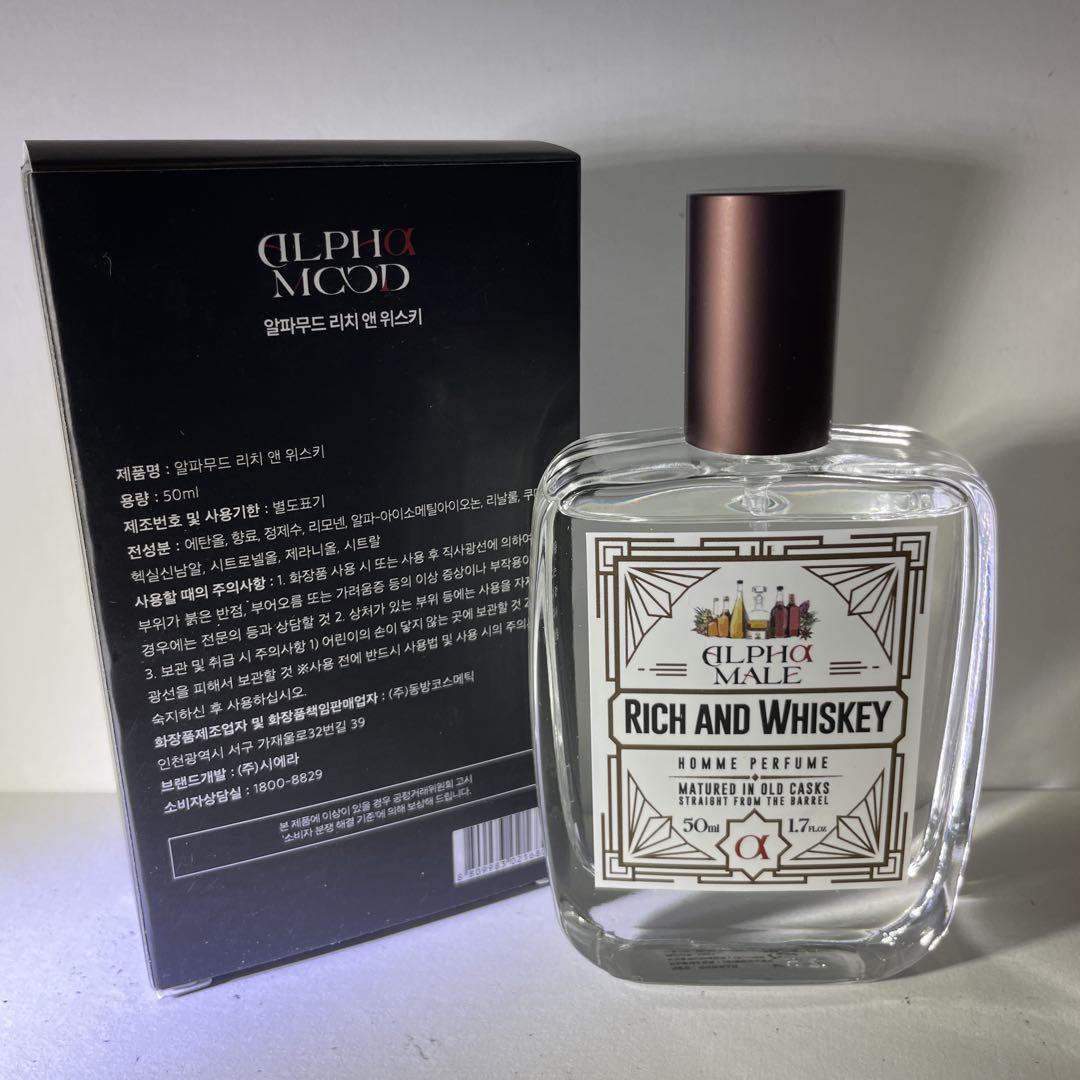 ALPHα
MOOD
알파무드 리치 앤 위스키
제품명 : 알파무드 리치 앤 위스키
용량 : 50ml
제조번호 및 사용기한 : 별도표기
전성분 : 에탄올, 향료, 정제수, 리모넨, 알파-아이소메틸아이오논, 리날룰,
헥실신남알, 시트로넬올, 제라니올, 시트랄
사용할 때의 주의사항 : 1. 화장품 사용 시 또는 사용 후 직사광선에 의하여
부위가 붉은 반점, 부어오름 또는 가려움증 등의 이상 증상이나 부작용이
경우에는 전문의 등과 상담할 것 2. 상처가 있는 부위 등에는 사용을 자제
3. 보관 및 취급 시 주의사항 1) 어린이의 손이 닿지 않는 곳에 보관할 것
광선을 피해서 보관할 것 ※사용 전에 반드시 사용법 및 사용 시의 주의
숙지하신 후 사용하십시오.
화장품제조업자 및 화장품책임판매업자 : (주)동방코스메틱
인천광역시 서구 가재울로32번길 39
브랜드개발 : (주)시에라
소비자상담실 : 1800-8829
본 제품에 이상이 있을 경우 공정거래위원회 고시
'소비자 분쟁 해결 기준'에 의해 보상해 드립니다.
ALPHα
MALE
RICH AND WHISKEY
HOMME PERFUME
MATURED IN OLD CASKS
STRAIGHT FROM THE BARREL
50ml 1.7FL.OZ
α